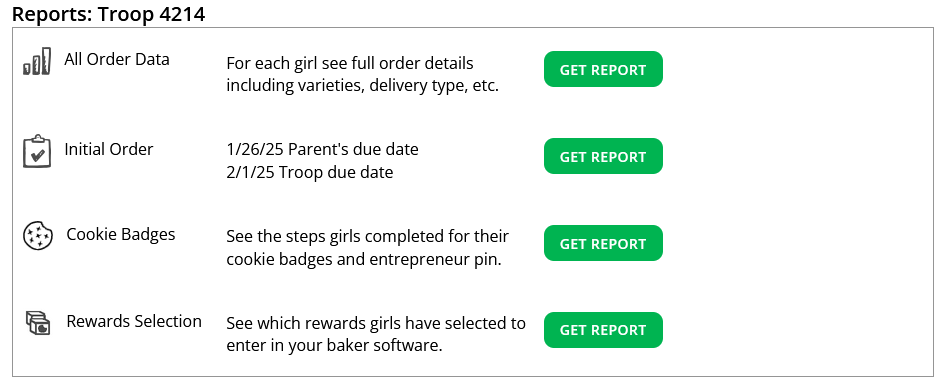 Reports: Troop 4214
All Order Data
For each girl see full order details
including varieties, delivery type, etc.
GET REPORT
Initial Order
1/26/25 Parent's due date
2/1/25 Troop due date
GET REPORT
Cookie Badges
See the steps girls completed for their
cookie badges and entrepreneur pin.
GET REPORT
Rewards Selection
See which rewards girls have selected to
enter in your baker software.
GET REPORT